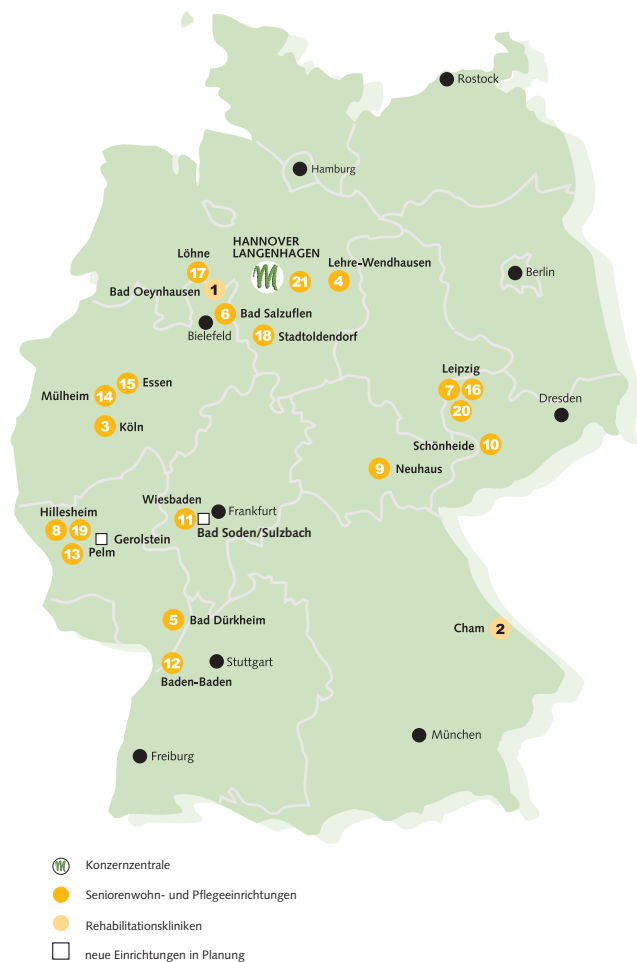 Rostock
Hamburg
HANNOVER
LANGENHAGEN
Löhne
Lehre-Wendhausen
17
M
21
4
Berlin
Bad Oeynhausen
1
6
Bad Salzuflen
Bielefeld
18
Stadtoldendorf
Leipzig
15
Essen
7
16
Mülheim
14
Dresden
20
3
Köln
Schönheide
10
9
Neuhaus
Wiesbaden
Frankfurt
Hillesheim
11
8
19
Bad Soden/Sulzbach
Gerolstein
13
Pelm
5
Bad Dürkheim
Cham
2
12
Stuttgart
Baden-Baden
München
Freiburg
M
Konzernzentrale
Seniorenwohn- und Pflegeeinrichtungen
Rehabilitationskliniken
neue Einrichtungen in Planung